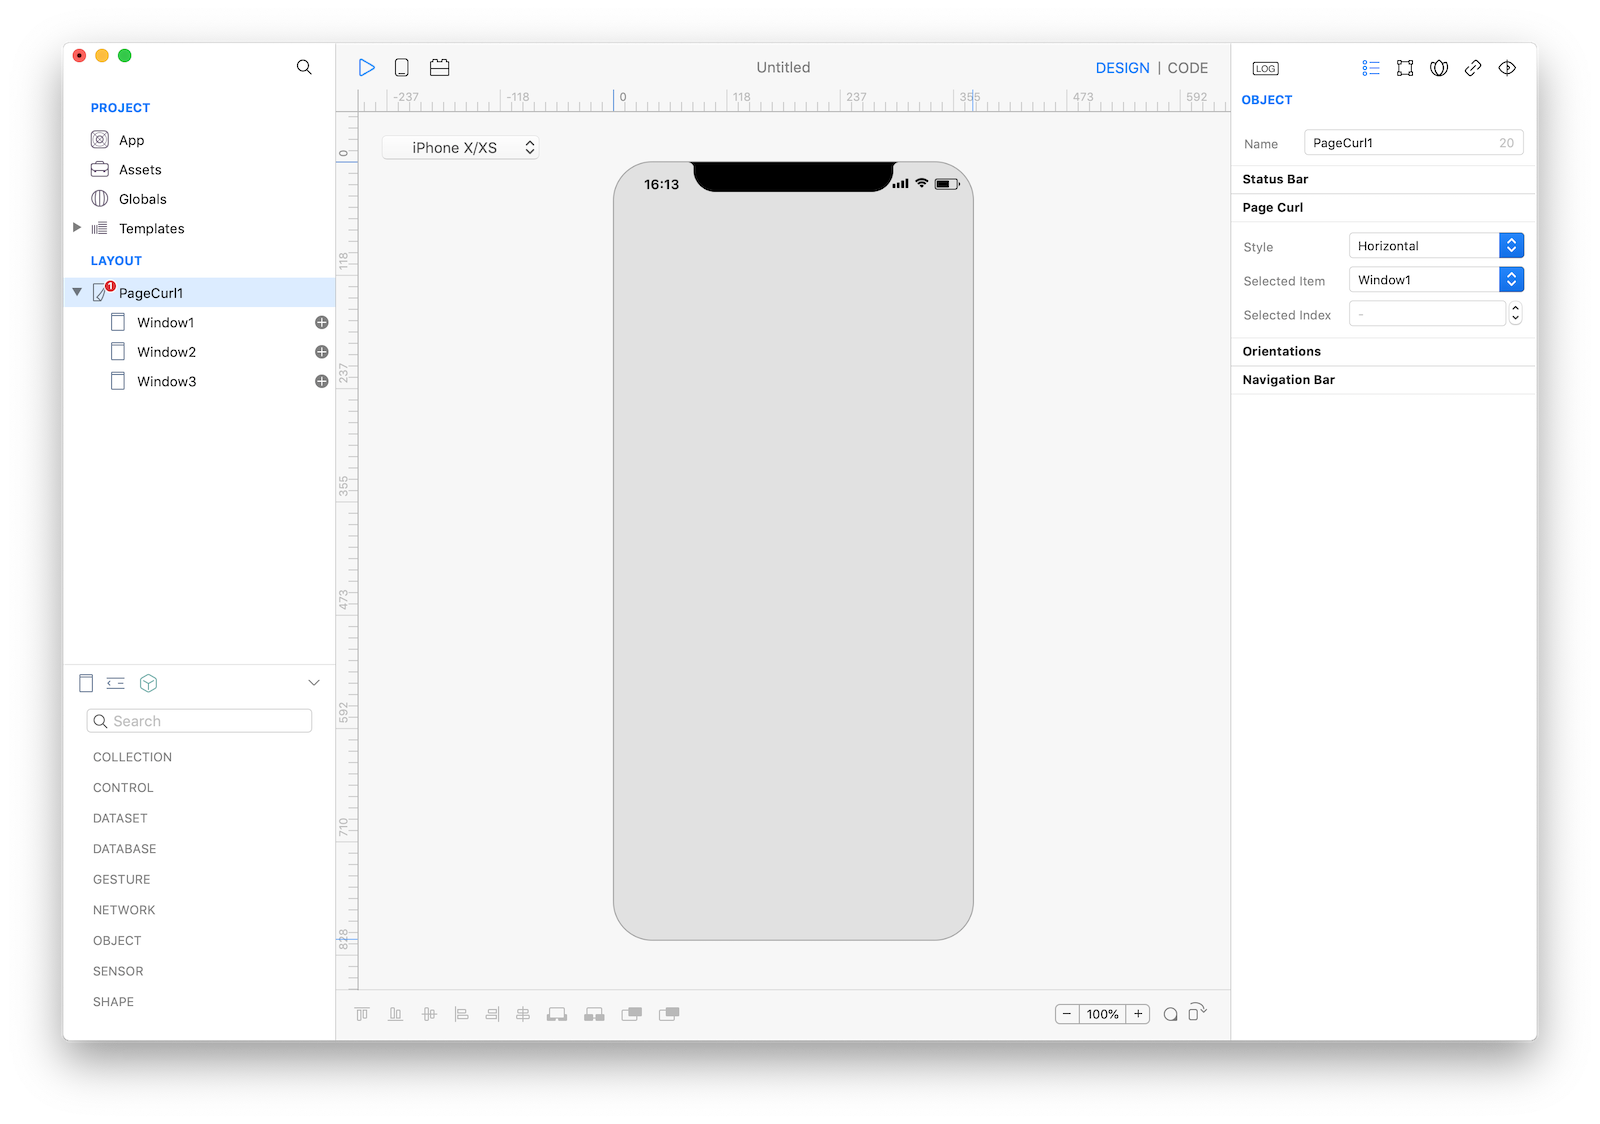 PROJECT
App
Assets
Globals
Templates
LAYOUT
1
PageCurl1
Window1
Window2
Window3
Search
COLLECTION
CONTROL
DATASET
DATABASE
GESTURE
NETWORK
OBJECT
SENSOR
SHAPE
Untitled
DESIGN | CODE
-237 -118 0 118 237 355 473 592
0
118
237
355
473
592
710
828
iPhone X/XS
16:13
100%
LOG
OBJECT
Name PageCurl1 20
Status Bar
Page Curl
Style Horizontal
Selected Item Window1
Selected Index -
Orientations
Navigation Bar